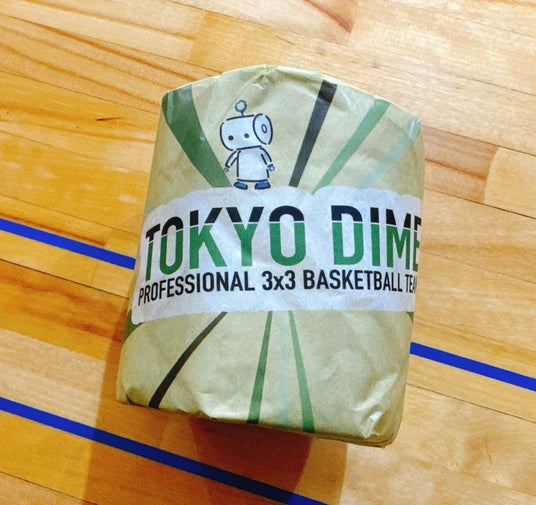 TOKYO DIME
PROFESSIONAL 3x3 BASKETBALL TEA